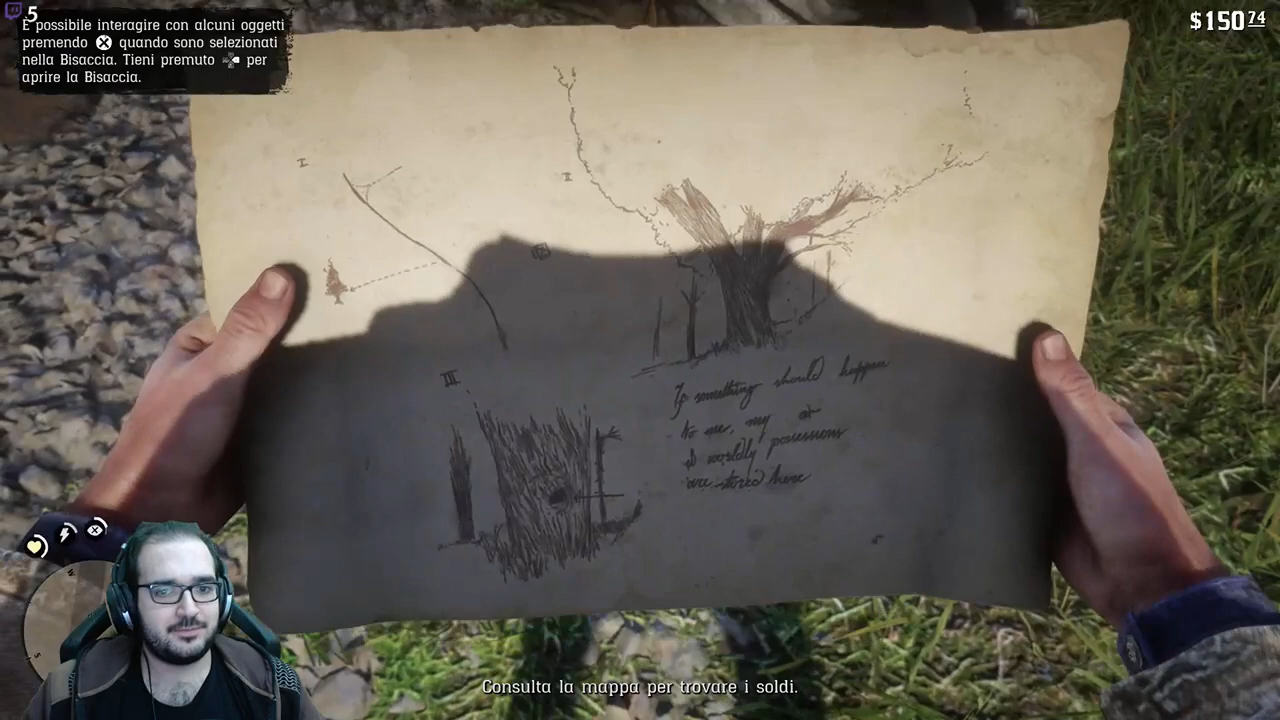 5
È possibile interagire con alcuni oggetti
premendo ⓧ quando sono selezionati
nella Bisaccia. Tieni premuto per
aprire la Bisaccia.
$150 74
I
II
III
If something should happen
to me, my
worldly possessions
are stored here
Consulta la mappa per trovare i soldi.